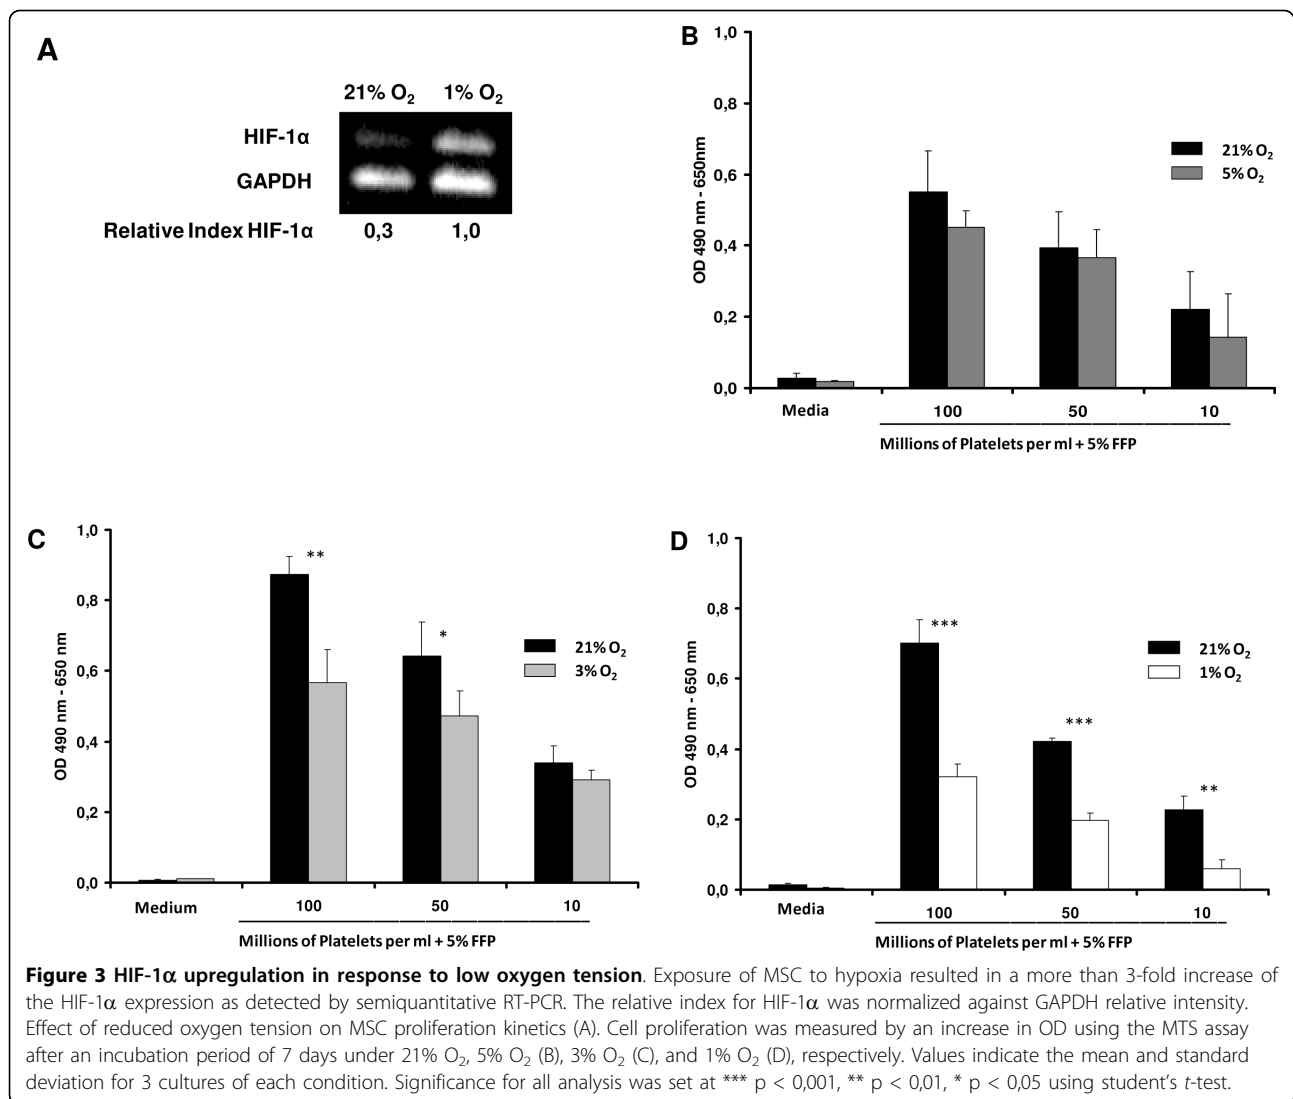 A
21% O₂ 1% O₂
HIF-1α
GAPDH
Relative Index HIF-1α 0,3 1,0
B
1,0
0,8
0,6
0,4
0,2
0,0
OD 490 nm - 650nm
21% O₂
5% O₂
Media 100 50 10
Millions of Platelets per ml + 5% FFP
C
1,0
0,8
0,6
0,4
0,2
0,0
OD 490 nm - 650 nm
**
*
21% O₂
3% O₂
Medium 100 50 10
Millions of Platelets per ml + 5% FFP
D
1,0
0,8
0,6
0,4
0,2
0,0
OD 490 nm - 650 mn
***
***
**
21% O₂
1% O₂
Media 100 50 10
Millions of Platelets per ml + 5% FFP
Figure 3 HIF-1α upregulation in response to low oxygen tension. Exposure of MSC to hypoxia resulted in a more than 3-fold increase of
the HIF-1α expression as detected by semiquantitative RT-PCR. The relative index for HIF-1α was normalized against GAPDH relative intensity.
Effect of reduced oxygen tension on MSC proliferation kinetics (A). Cell proliferation was measured by an increase in OD using the MTS assay
after an incubation period of 7 days under 21% O₂, 5% O₂ (B), 3% O₂ (C), and 1% O₂ (D), respectively. Values indicate the mean and standard
deviation for 3 cultures of each condition. Significance for all analysis was set at *** p < 0,001, ** p < 0,01, * p < 0,05 using student's t-test.